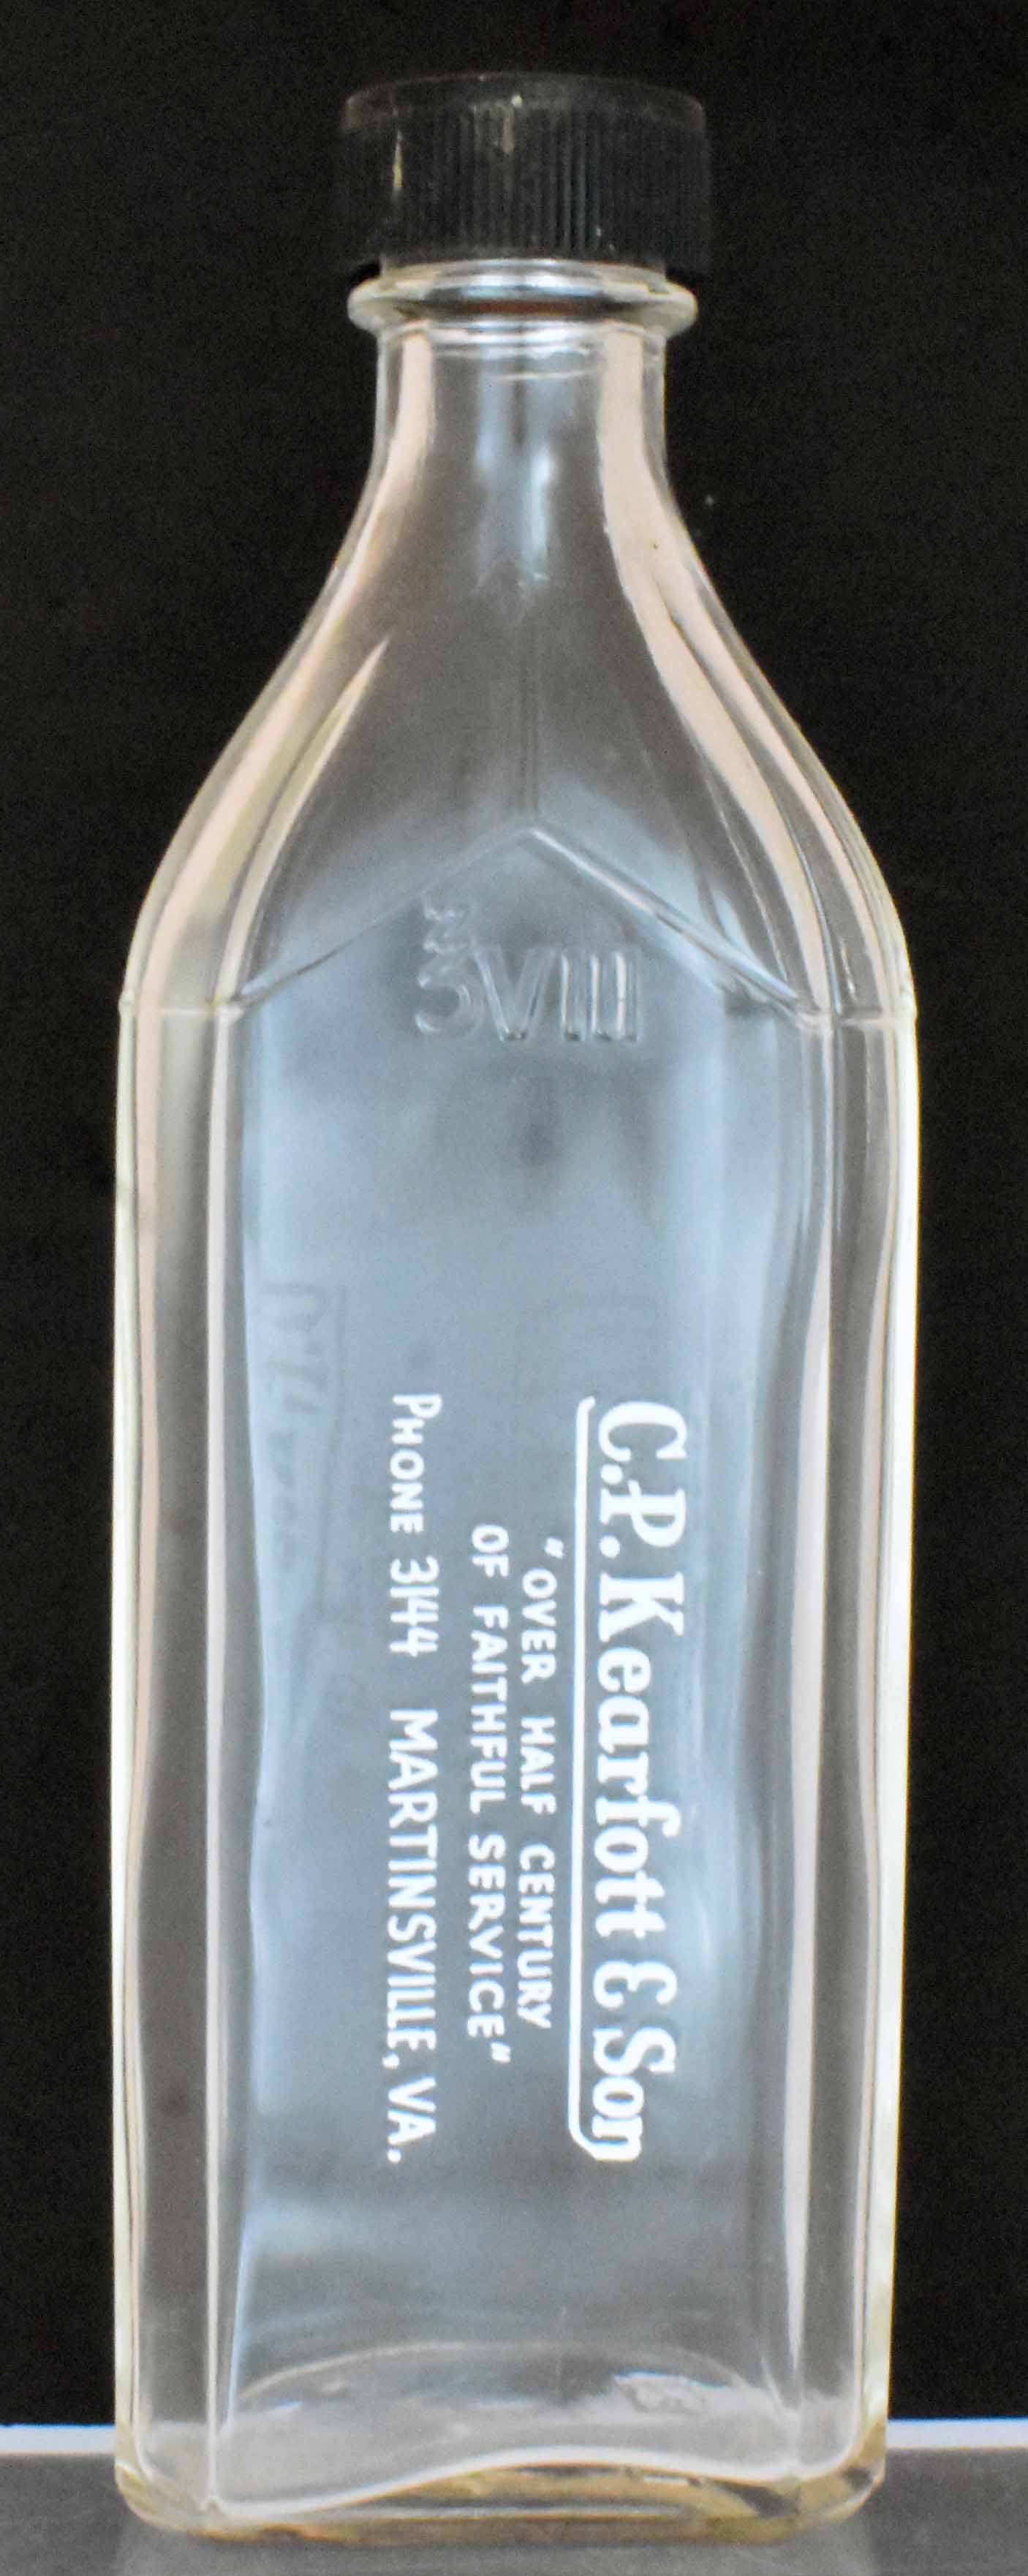 ℥VIII
C.P. Kearfott & Son
"OVER HALF CENTURY
OF FAITHFUL SERVICE"
PHONE 3144 MARTINSVILLE, VA.